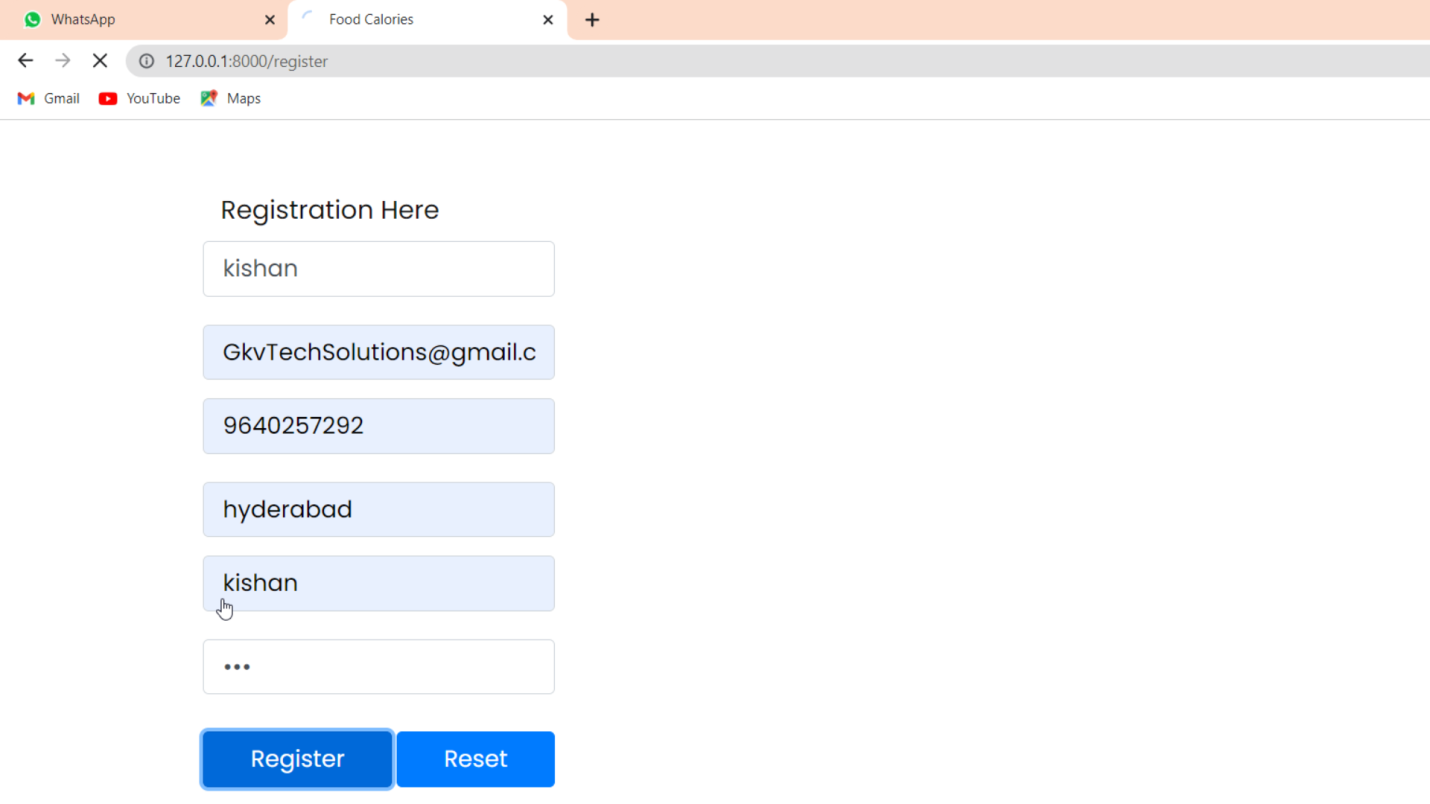 WhatsApp Food Calories
127.0.0.1:8000/register
Gmail YouTube Maps
Registration Here
kishan
GkvTechSolutions@gmail.c
9640257292
hyderabad
kishan
•••
Register Reset